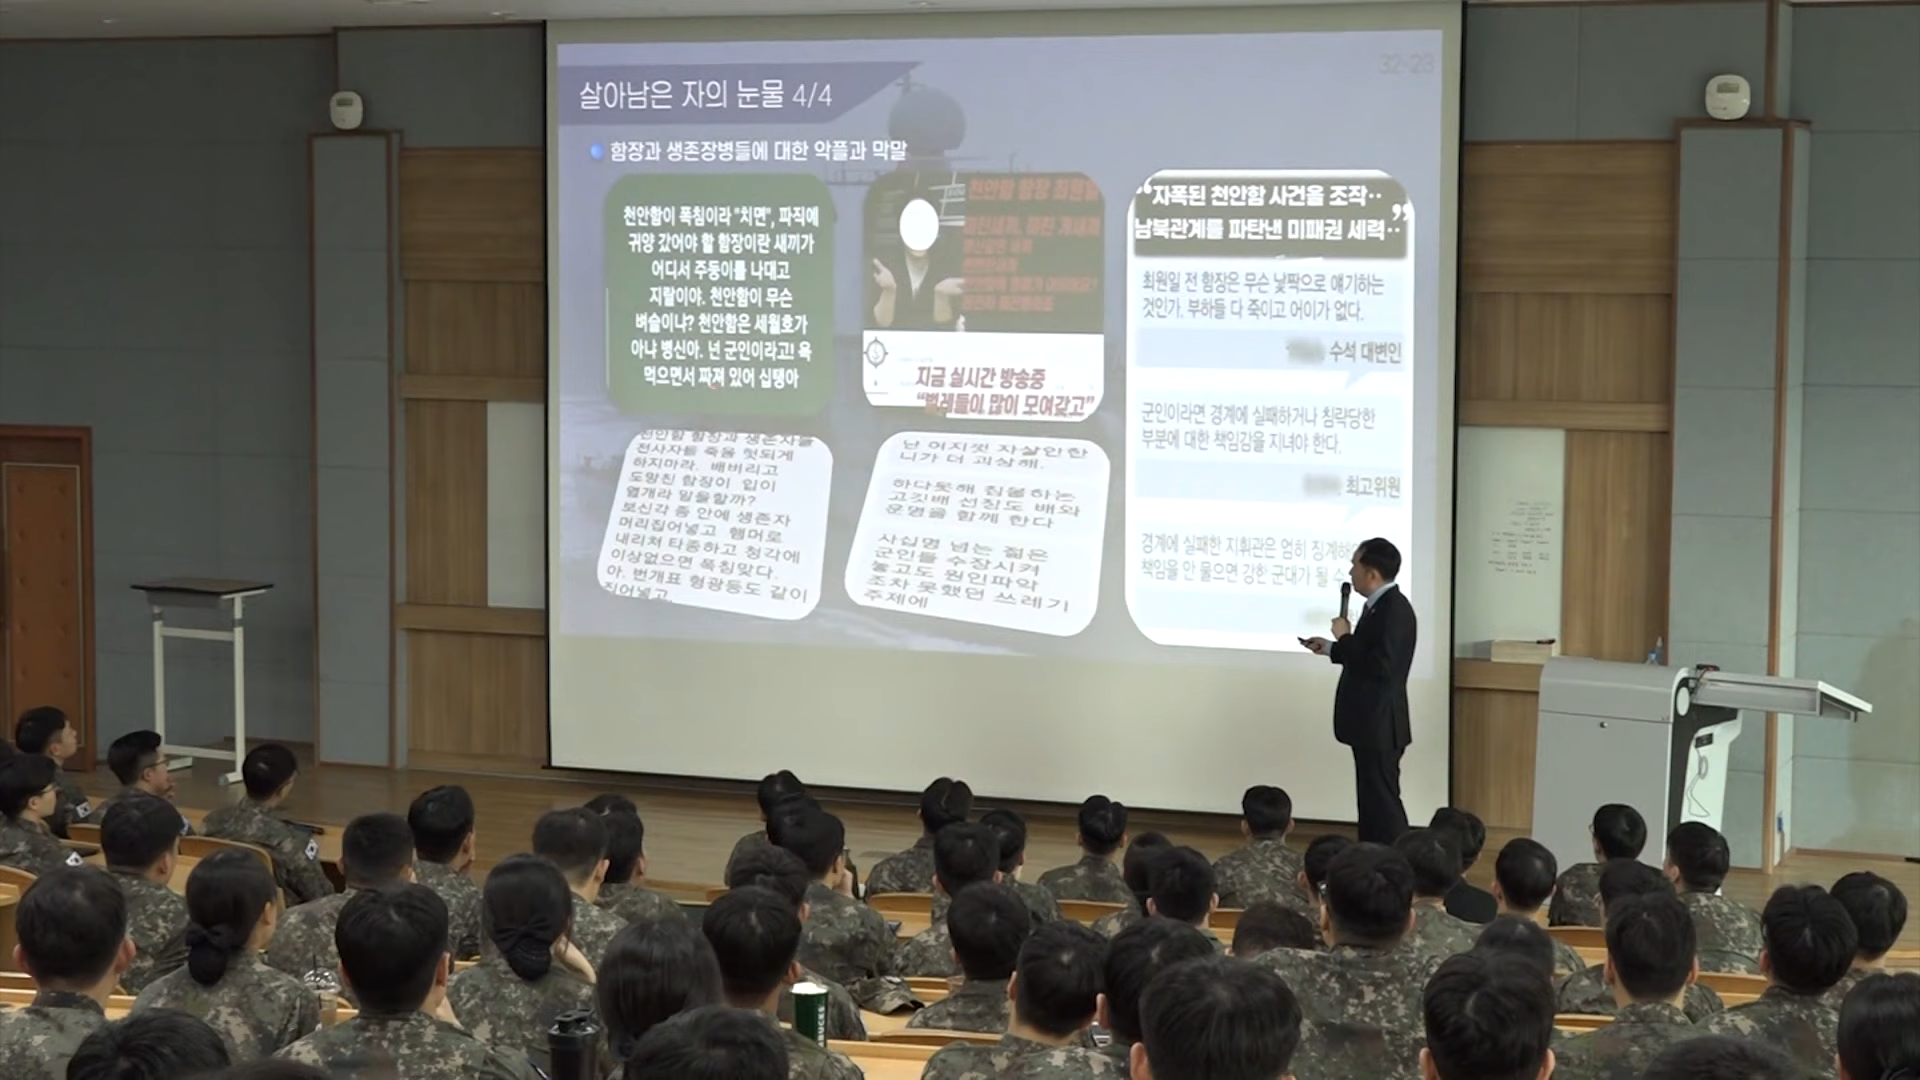 32-23
살아남은 자의 눈물 4/4
함장과 생존장병들에 대한 악플과 막말
천안함이 폭침이라 "치면", 파직에
귀양 갔어야 할 함장이란 새끼가
어디서 주둥이를 나대고
지랄이야. 천안함이 무슨
벼슬이냐? 천안함은 세월호가
아냐 병신아. 넌 군인이라고! 욕
먹으면서 짜져 있어 십탱아
천안함 함장 최원일
지금 실시간 방송중
"벌레들이 많이 모여갖고"
"자폭된 천안함 사건을 조작··
남북관계를 파탄낸 미패권 세력··"
최원일 전 함장은 무슨 낯짝으로 얘기하는
것인가. 부하들 다 죽이고 어이가 없다.
수석 대변인
군인이라면 경계에 실패하거나 침략당한
부분에 대한 책임감을 지녀야 한다.
최고위원
경계에 실패한 지휘관은 엄히 징계해야
책임을 안 물으면 강한 군대가 될 수
천안함 함장과 생존자들
전사자를 죽음 헛되게
하지마라. 배버리고
도망친 함장이 입이
열개라 말을할까?
보신각 종 안에 생존자
머리집어넣고 햄머로
내리쳐 타종하고 청각에
이상없으면 폭침맞다.
아. 번개표 형광등도 같이
집어넣고
난 여지껏 자살안한
니가 더 괴상해.
하다못해 침몰하는
고깃배 선장도 배와
운명을 함께 한다
사십명 넘는 젊은
군인들 수장시켜
놓고도 원인파악
조차 못했던 쓰레기
주제에